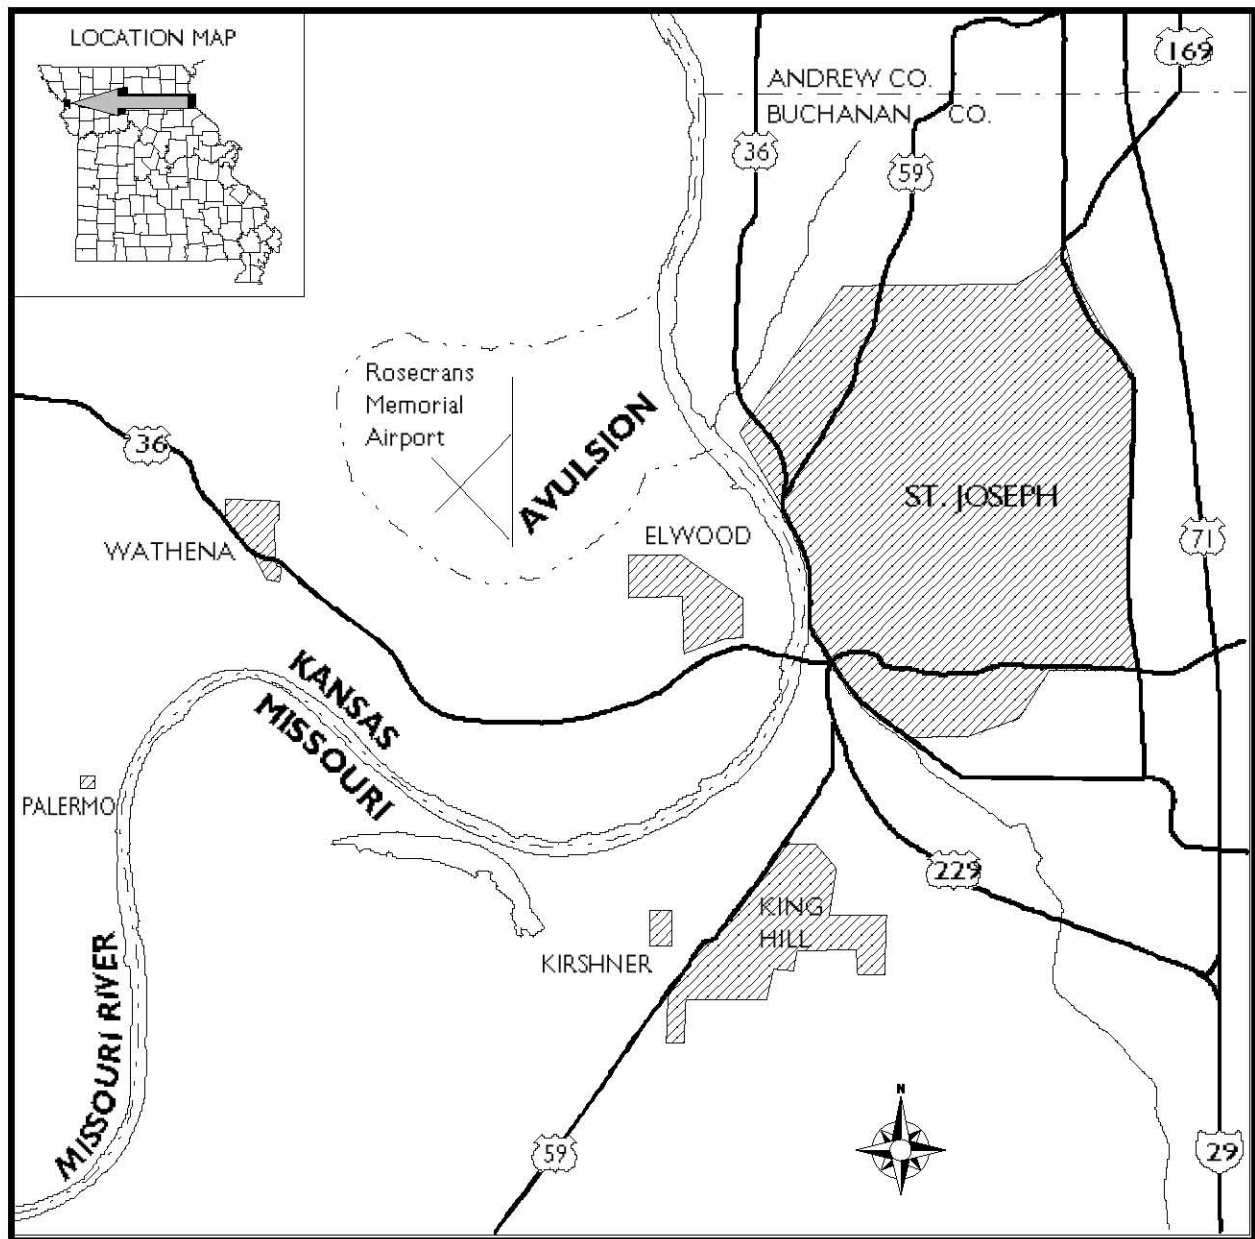 LOCATION MAP
169
ANDREW CO.
BUCHANAN CO.
36
59
Rosecrans
Memorial
Airport
AVULSION
36
ST. JOSEPH
ELWOOD
71
WATHENA
KANSAS
MISSOURI
PALERMO
229
KING
HILL
KIRSHNER
MISSOURI RIVER
N
59
29